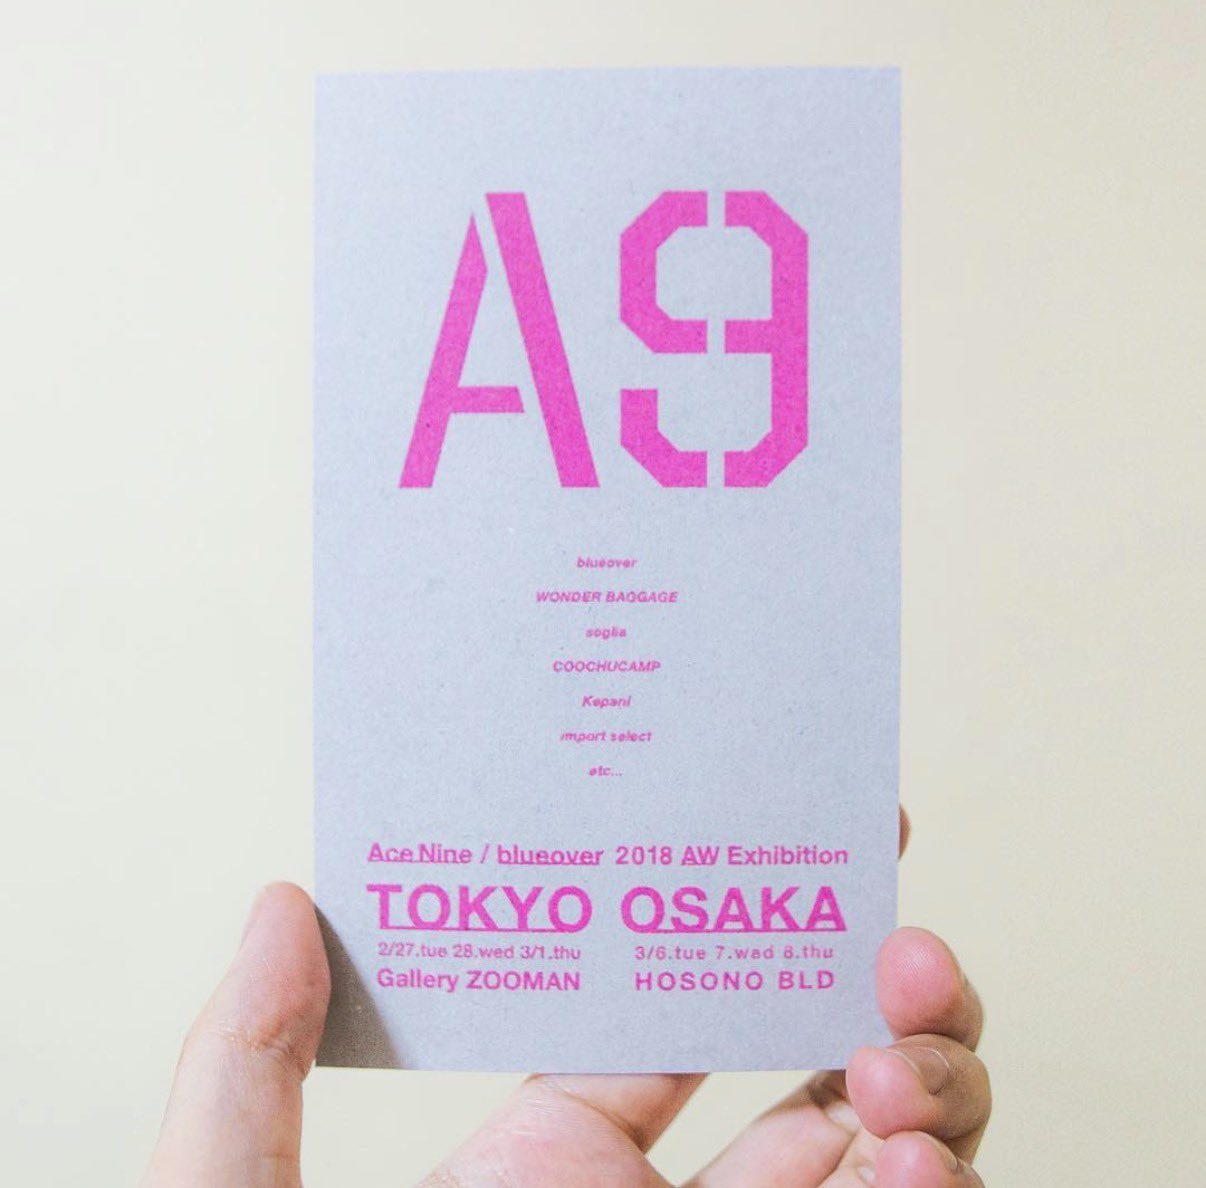 A9
blueover
WONDER BAGGAGE
soglia
COOCHUCAMP
Kepani
import select
etc...
Ace Nine / blueover 2018 AW Exhibition
TOKYO OSAKA
2/27.tue 28.wed 3/1.thu 3/6.tue 7.wed 8.thu
Gallery ZOOMAN HOSONO BLD